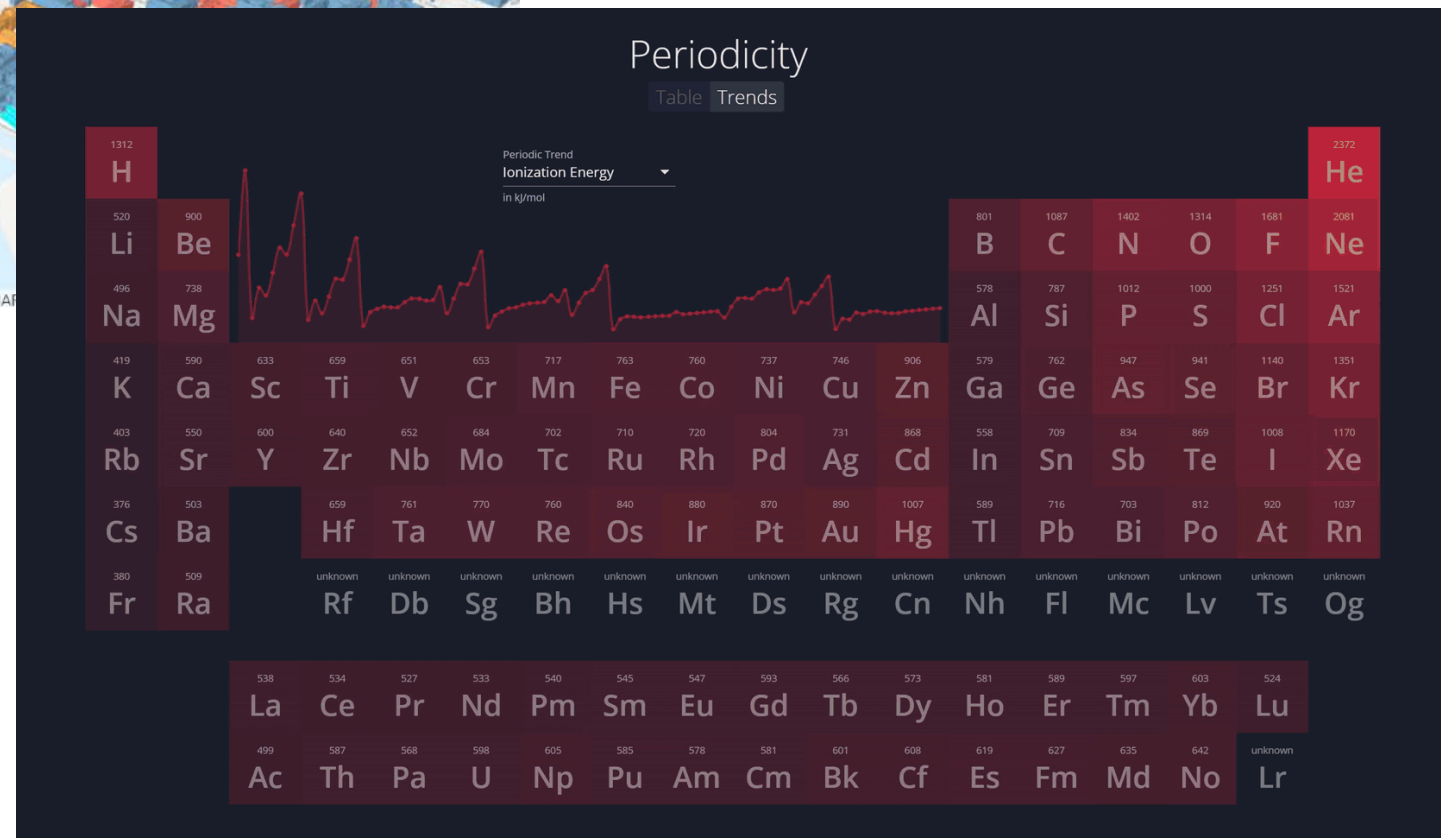 Periodicity
Table Trends
Periodic Trend
Ionization Energy
in kJ/mol
1312 2372
H He
520 900 801 1087 1402 1314 1681 2081
Li Be B C N O F Ne
496 738 578 787 1012 1000 1251 1521
Na Mg Al Si P S Cl Ar
419 590 633 659 651 653 717 763 760 737 746 906 579 762 947 941 1140 1351
K Ca Sc Ti V Cr Mn Fe Co Ni Cu Zn Ga Ge As Se Br Kr
403 550 600 640 652 684 702 710 720 804 731 868 558 709 834 869 1008 1170
Rb Sr Y Zr Nb Mo Tc Ru Rh Pd Ag Cd In Sn Sb Te I Xe
376 503 659 761 770 760 840 880 870 890 1007 589 716 703 812 920 1037
Cs Ba Hf Ta W Re Os Ir Pt Au Hg Tl Pb Bi Po At Rn
380 509 unknown unknown unknown unknown unknown unknown unknown unknown unknown unknown unknown unknown unknown unknown unknown
Fr Ra Rf Db Sg Bh Hs Mt Ds Rg Cn Nh Fl Mc Lv Ts Og
538 534 527 533 540 545 547 593 566 573 581 589 597 603 524
La Ce Pr Nd Pm Sm Eu Gd Tb Dy Ho Er Tm Yb Lu
499 587 568 598 605 585 578 581 601 608 619 627 635 642 unknown
Ac Th Pa U Np Pu Am Cm Bk Cf Es Fm Md No Lr